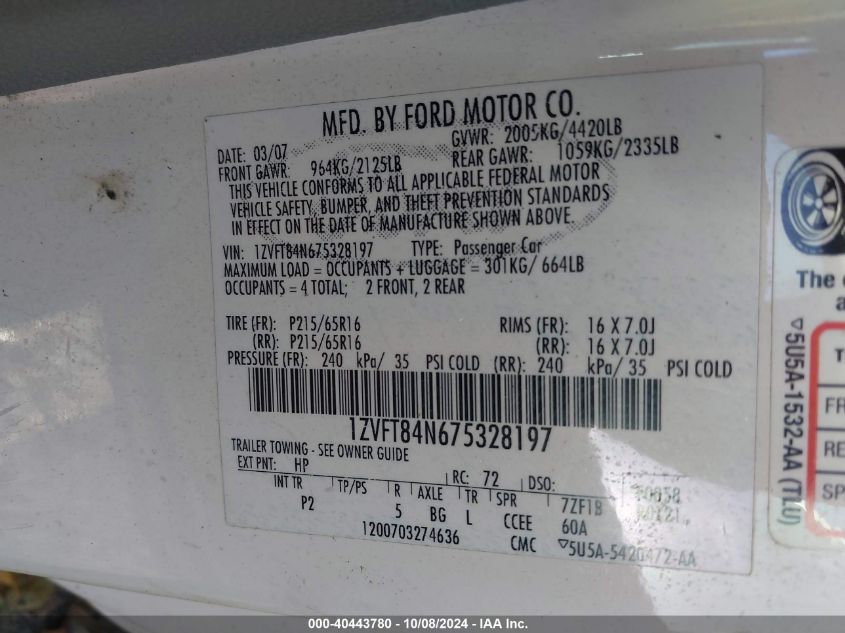 MFD. BY FORD MOTOR CO.
DATE: 03/07 GVWR: 2005KG/4420LB
FRONT GAWR: 964KG/2125LB REAR GAWR: 1059KG/2335LB
THIS VEHICLE CONFORMS TO ALL APPLICABLE FEDERAL MOTOR
VEHICLE SAFETY, BUMPER, AND THEFT PREVENTION STANDARDS
IN EFFECT ON THE DATE OF MANUFACTURE SHOWN ABOVE.
VIN: 1ZVFT84N675328197 TYPE: Passenger Car
MAXIMUM LOAD = OCCUPANTS + LUGGAGE = 301KG/ 664LB
OCCUPANTS = 4 TOTAL; 2 FRONT, 2 REAR
TIRE (FR): P215/65R16 RIMS (FR): 16 X 7.0J
(RR): P215/65R16 (RR): 16 X 7.0J
PRESSURE (FR): 240 kPa/ 35 PSI COLD (RR): 240 kPa/ 35 PSI COLD
1ZVFT84N675328197
TRAILER TOWING - SEE OWNER GUIDE
EXT PNT: HP RC: 72 DSO:
INT TR TP/PS R AXLE TR SPR 7ZF1B
P2 5 BG L CCEE 60A
1200703274636 CMC ▽5U5A-5420472-AA
The
▽5U5A-1532-AA (TLU)
FR
RE
SP
000-40443780 - 10/08/2024 - IAA Inc.